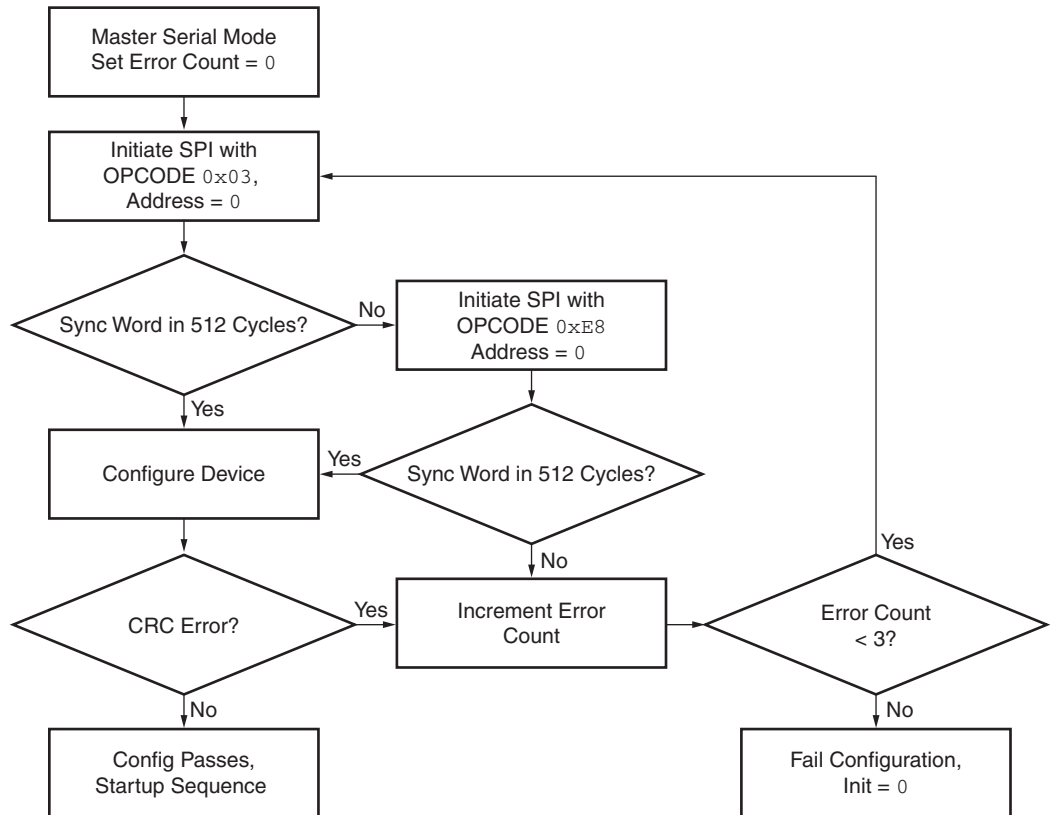 Master Serial Mode
Set Error Count = 0
Initiate SPI with
OPCODE 0x03,
Address = 0
Sync Word in 512 Cycles?
No
Initiate SPI with
OPCODE 0xE8
Address = 0
Yes
Configure Device
Yes
Sync Word in 512 Cycles?
No
Yes
CRC Error?
Yes
Increment Error
Count
Error Count
< 3?
No
No
Config Passes,
Startup Sequence
Fail Configuration,
Init = 0